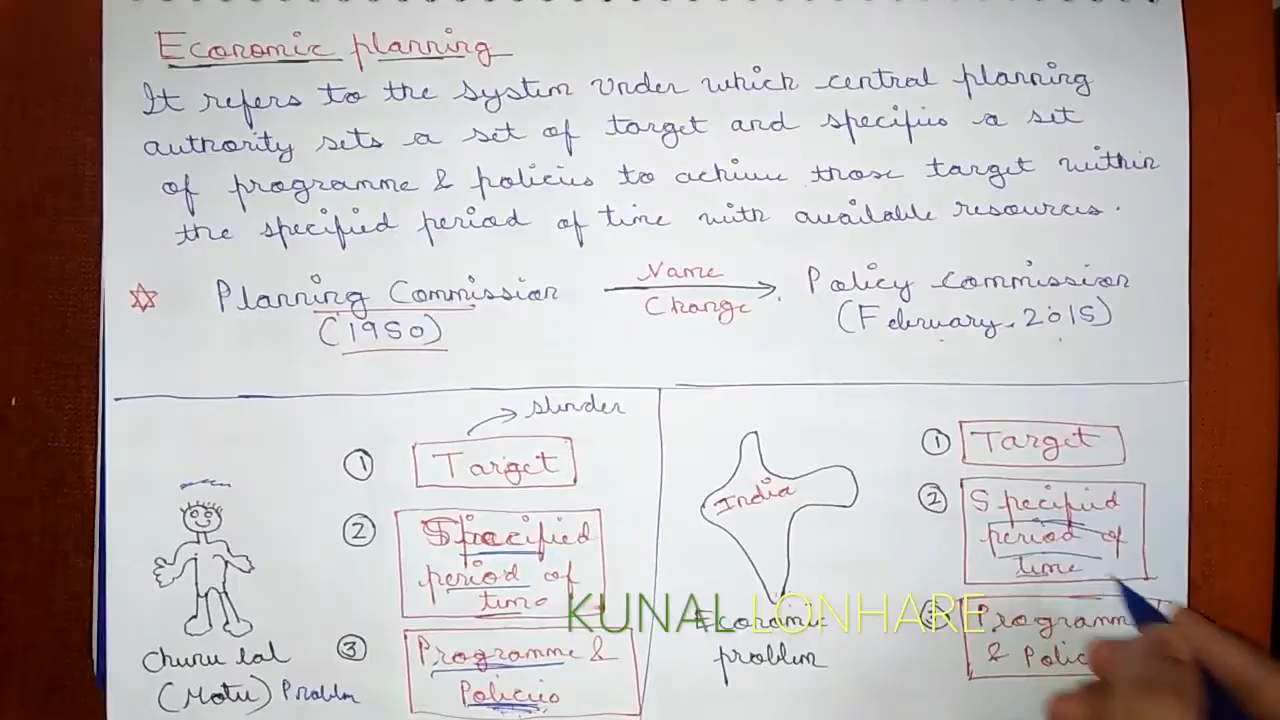 Economic planning
It refers to the system under which central planning
authority sets a set of target and specifies a set
of programme & policies to achieve those target within
the specified period of time with available resources.
Planning Commission
(1950)
Name
Change
Policy Commission
(February, 2015)
slender
① Target
② Specified
period of
time
③ Programme &
Policies
Chunu lal
(Motu) Problem
India
Economic
problem
① Target
② Specified
period of
time
③ Programm
& Polic
KUNAL LONHARE